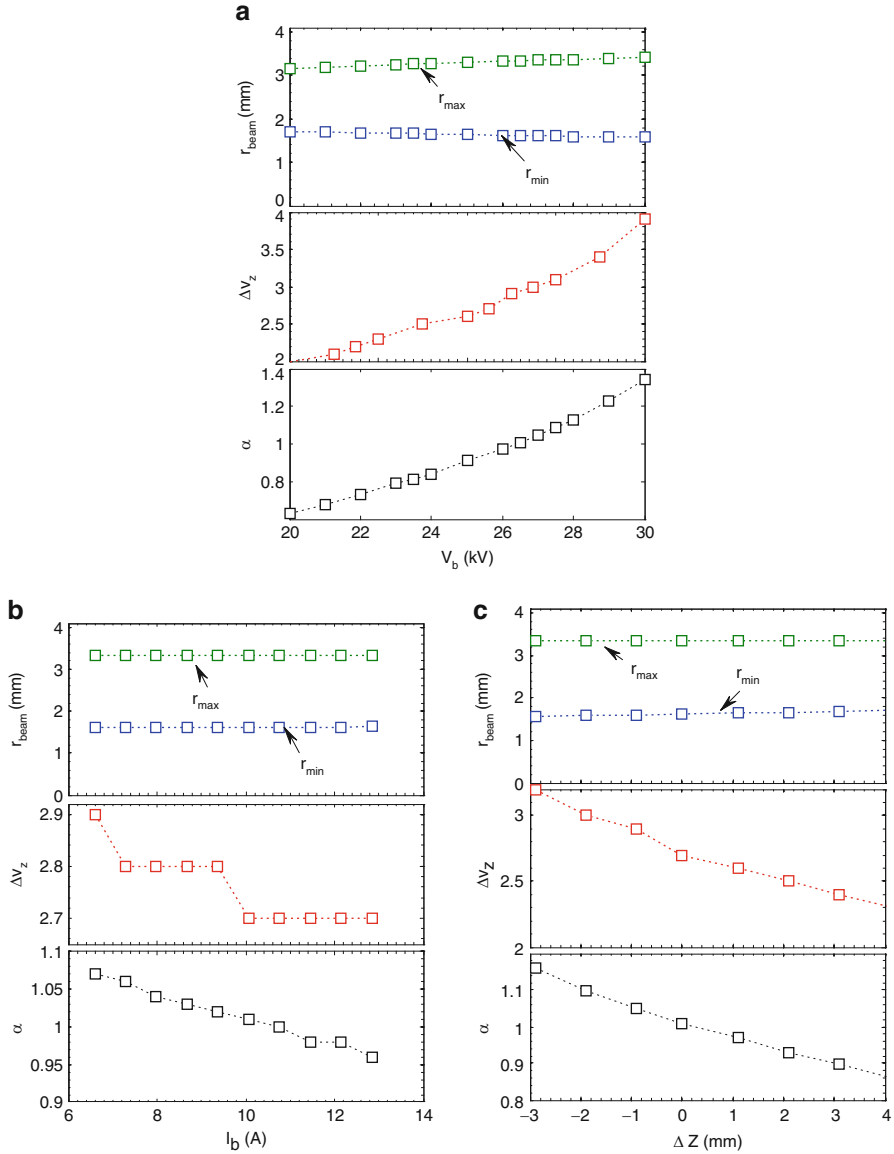 a
4
3
2
1
0
r_beam (mm)
r_max
r_min
4
3.5
3
2.5
2
Δv_z
1.4
1.2
1
0.8
α
20 22 24 26 28 30
V_b (kV)
b
4
3
2
1
0
r_beam (mm)
r_max
r_min
2.9
2.8
2.7
Δv_z
1.1
1.05
1
0.95
0.9
α
6 8 10 12 14
I_b (A)
c
4
3
2
1
0
r_beam (mm)
r_max
r_min
3
2.5
2
Δv_z
1.1
1
0.9
0.8
α
−3 −2 −1 0 1 2 3 4
Δ Z (mm)